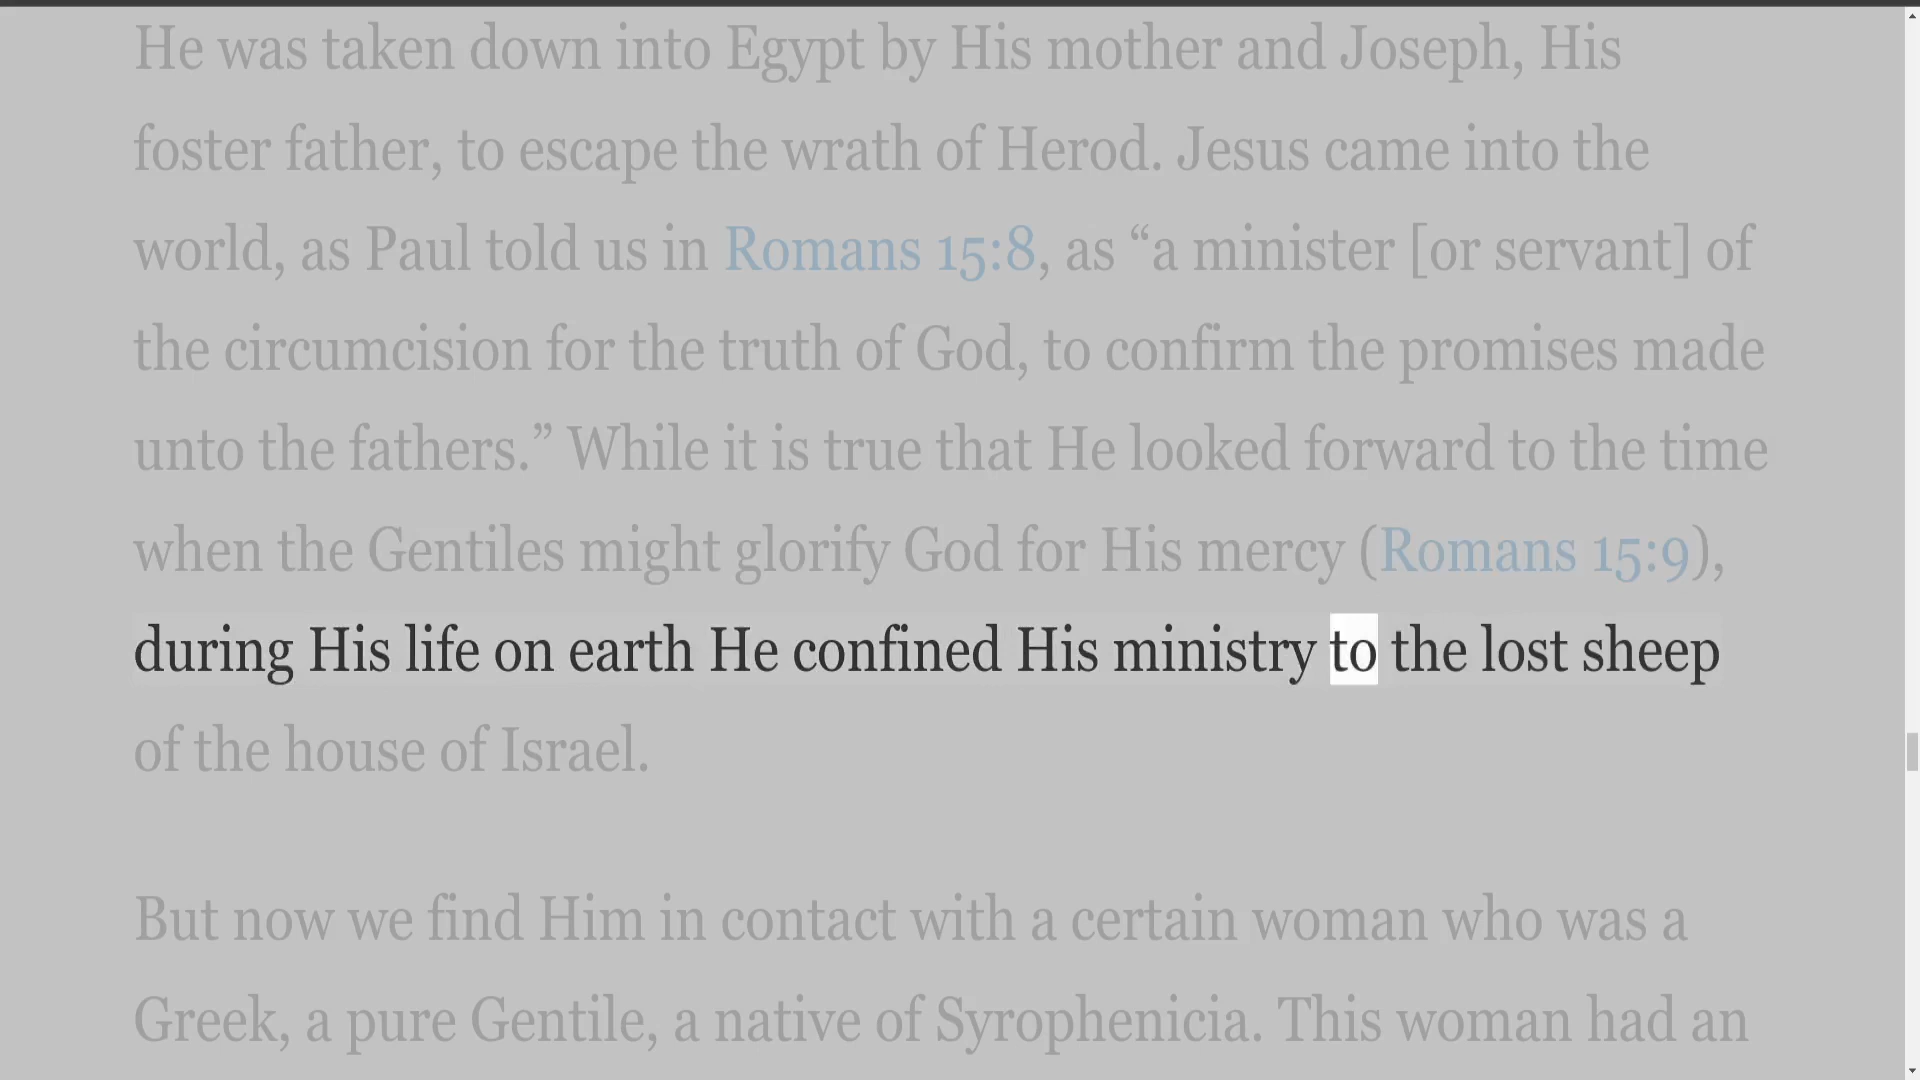 He was taken down into Egypt by His mother and Joseph, His
foster father, to escape the wrath of Herod. Jesus came into the
world, as Paul told us in Romans 15:8, as “a minister [or servant] of
the circumcision for the truth of God, to confirm the promises made
unto the fathers.” While it is true that He looked forward to the time
when the Gentiles might glorify God for His mercy (Romans 15:9),
during His life on earth He confined His ministry to the lost sheep
of the house of Israel.
But now we find Him in contact with a certain woman who was a
Greek, a pure Gentile, a native of Syrophenicia. This woman had an